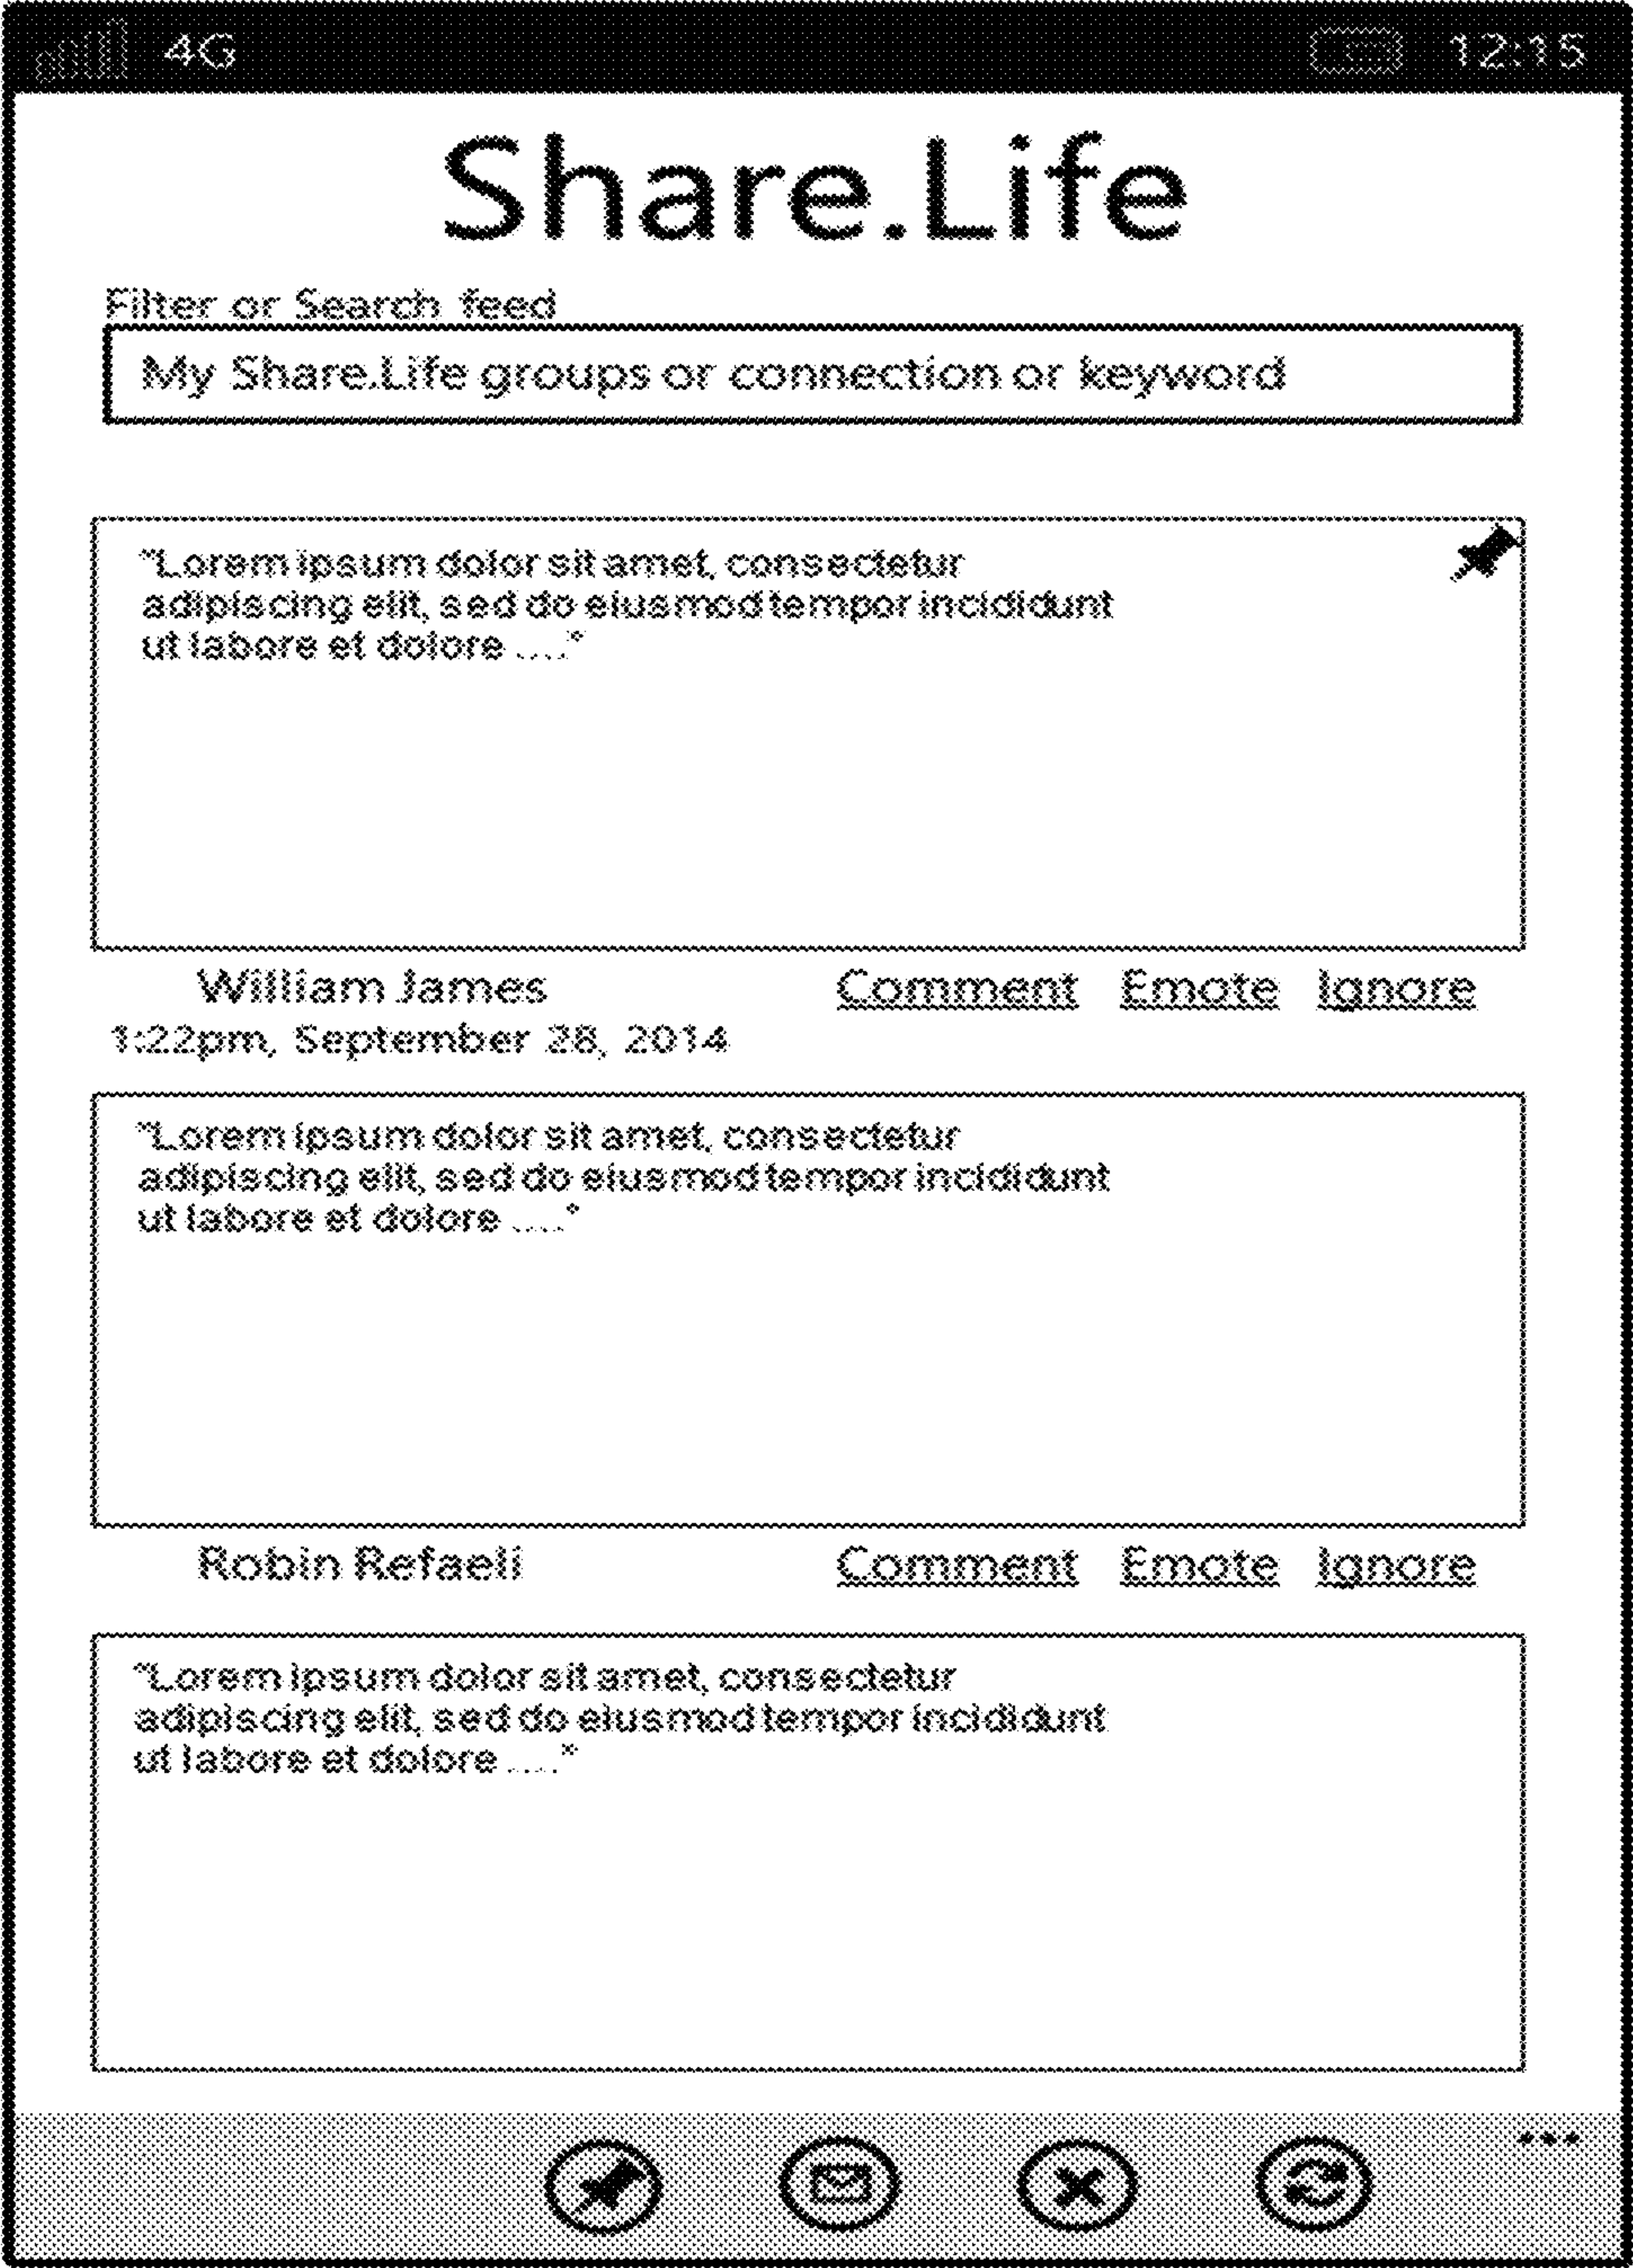 4G 12:15
Share.Life
Filter or Search feed
My Share.Life groups or connection or keyword
"Lorem ipsum dolor sit amet, consectetur
adipiscing elit, sed do eiusmod tempor incididunt
ut labore et dolore ...."
William James Comment Emote Ignore
1:22pm, September 28, 2014
"Lorem ipsum dolor sit amet, consectetur
adipiscing elit, sed do eiusmod tempor incididunt
ut labore et dolore ...."
Robin Refaeli Comment Emote Ignore
"Lorem ipsum dolor sit amet, consectetur
adipiscing elit, sed do eiusmod tempor incididunt
ut labore et dolore ...."